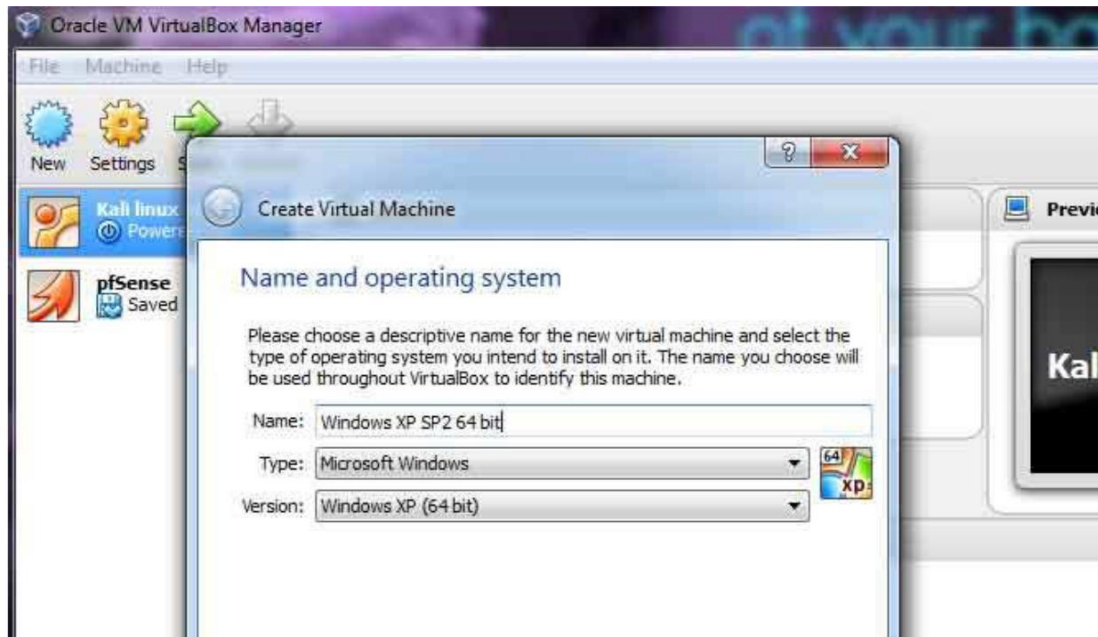 Oracle VM VirtualBox Manager
of your
File Machine Help
New Settings
Kali linux
Create Virtual Machine
pfSense
Saved
Name and operating system
Please choose a descriptive name for the new virtual machine and select the
type of operating system you intend to install on it. The name you choose will
be used throughout VirtualBox to identify this machine.
Name: Windows XP SP2 64 bit
Type: Microsoft Windows
64
xp
Version: Windows XP (64 bit)